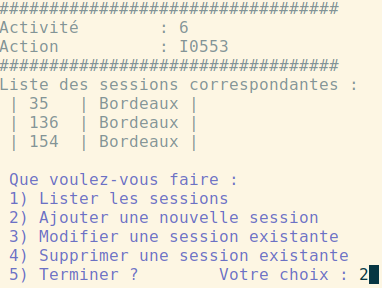 ##################################
Activité        : 6
Action          : I0553
##################################
Liste des sessions correspondantes :
 | 35   | Bordeaux |
 | 136  | Bordeaux |
 | 154  | Bordeaux |
 Que voulez-vous faire :
 1) Lister les sessions
 2) Ajouter une nouvelle session
 3) Modifier une session existante
 4) Supprimer une session existante
 5) Terminer ?        Votre choix : 2